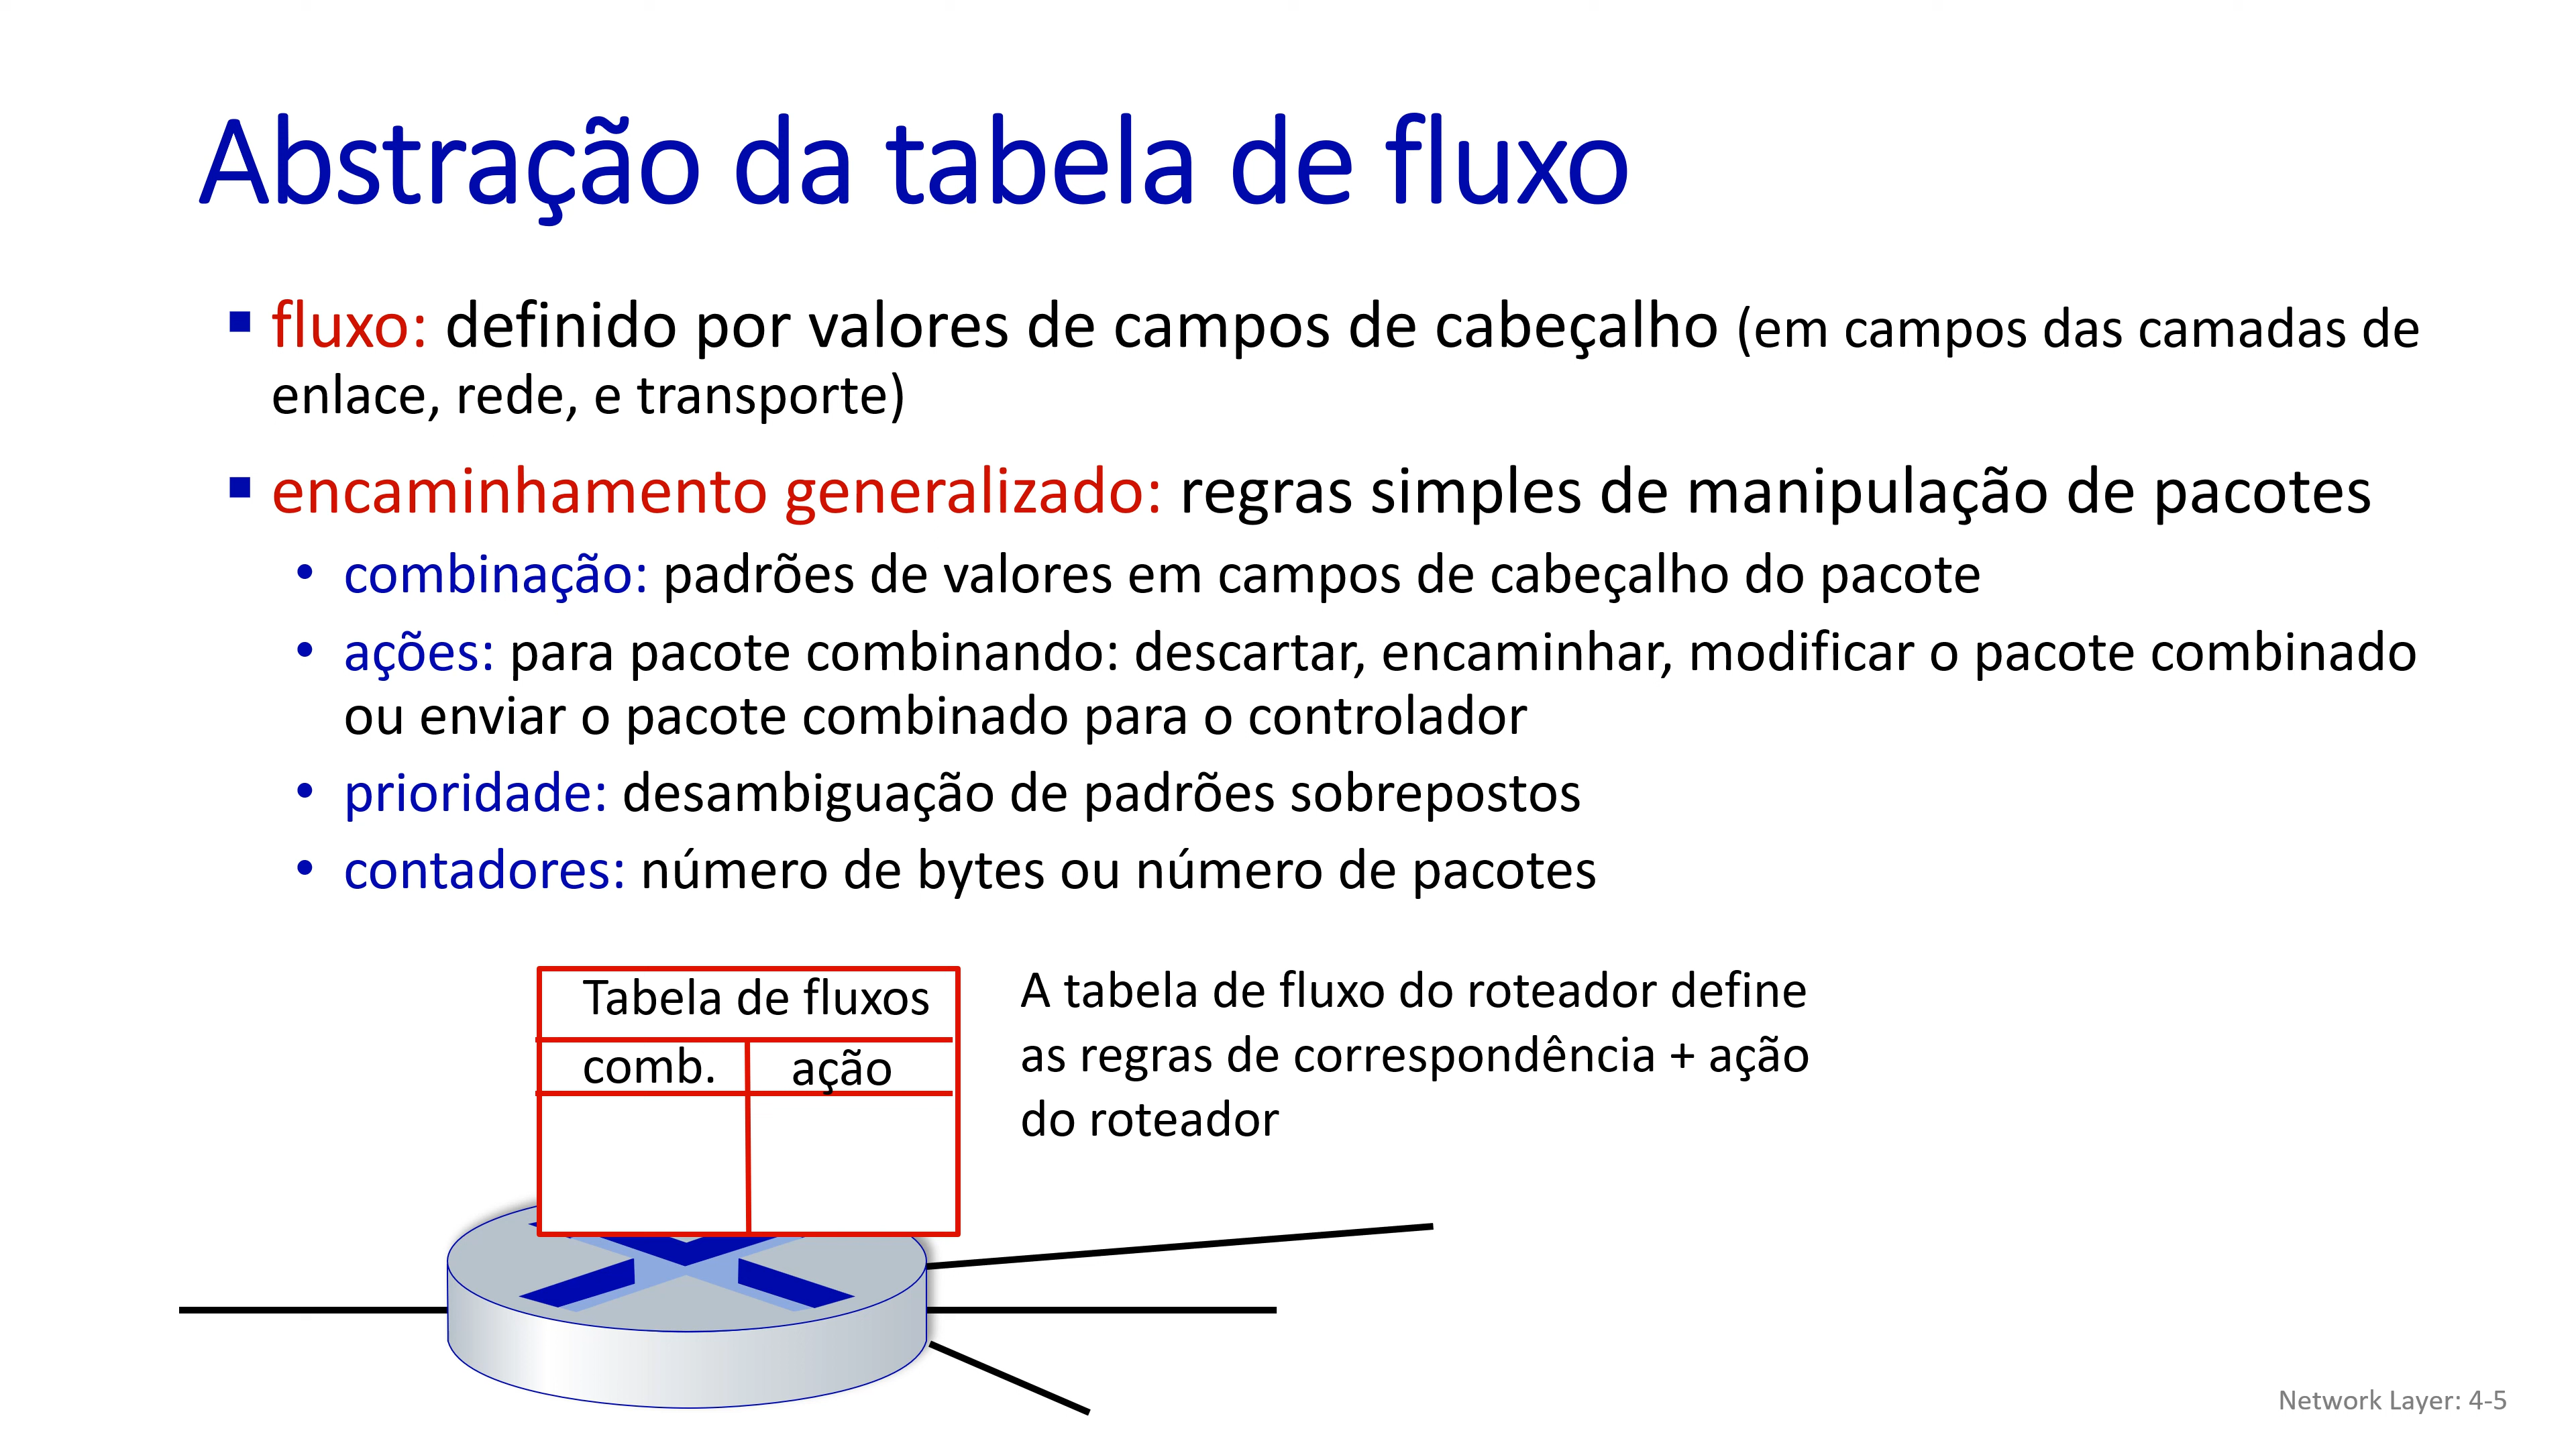 Abstração da tabela de fluxo
▪ fluxo: definido por valores de campos de cabeçalho (em campos das camadas de
enlace, rede, e transporte)
▪ encaminhamento generalizado: regras simples de manipulação de pacotes
• combinação: padrões de valores em campos de cabeçalho do pacote
• ações: para pacote combinando: descartar, encaminhar, modificar o pacote combinado
ou enviar o pacote combinado para o controlador
• prioridade: desambiguação de padrões sobrepostos
• contadores: número de bytes ou número de pacotes
Tabela de fluxos
comb. ação
A tabela de fluxo do roteador define
as regras de correspondência + ação
do roteador
Network Layer: 4-5